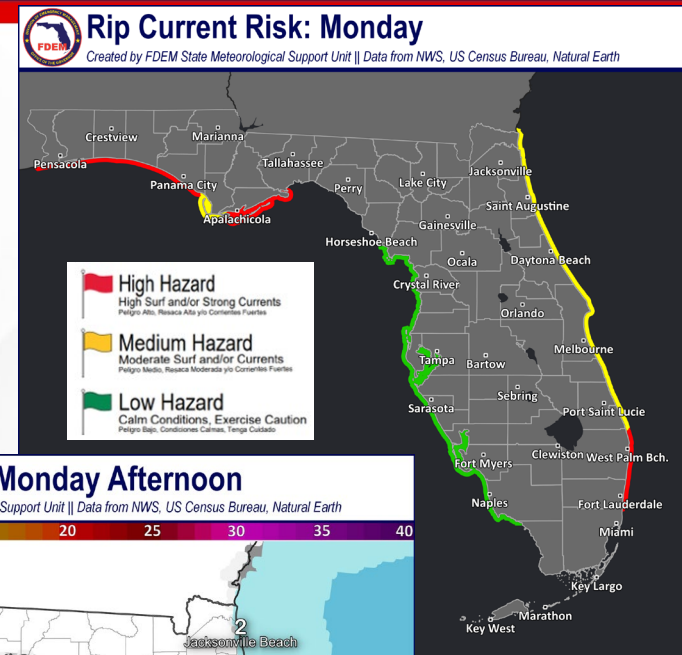 FDEM
Rip Current Risk: Monday
Created by FDEM State Meteorological Support Unit || Data from NWS, US Census Bureau, Natural Earth
Crestview
Marianna
Pensacola
Tallahassee
Jacksonville
Panama City
Perry
Lake City
Saint Augustine
Apalachicola
Gainesville
Horseshoe Beach
Ocala
Daytona Beach
Crystal River
Orlando
Melbourne
Tampa
Bartow
Sebring
Sarasota
Port Saint Lucie
Clewiston
West Palm Bch.
Fort Myers
Naples
Fort Lauderdale
Miami
Key Largo
Marathon
Key West
High Hazard
High Surf and/or Strong Currents
Peligro Alto, Resaca Alta y/o Corrientes Fuertes
Medium Hazard
Moderate Surf and/or Currents
Peligro Medio, Resaca Moderada y/o Corrientes Fuertes
Low Hazard
Calm Conditions, Exercise Caution
Peligro Bajo, Condiciones Calmas, Tenga Cuidado
Monday Afternoon
Support Unit || Data from NWS, US Census Bureau, Natural Earth
20 25 30 35 40
2
Jacksonville Beach